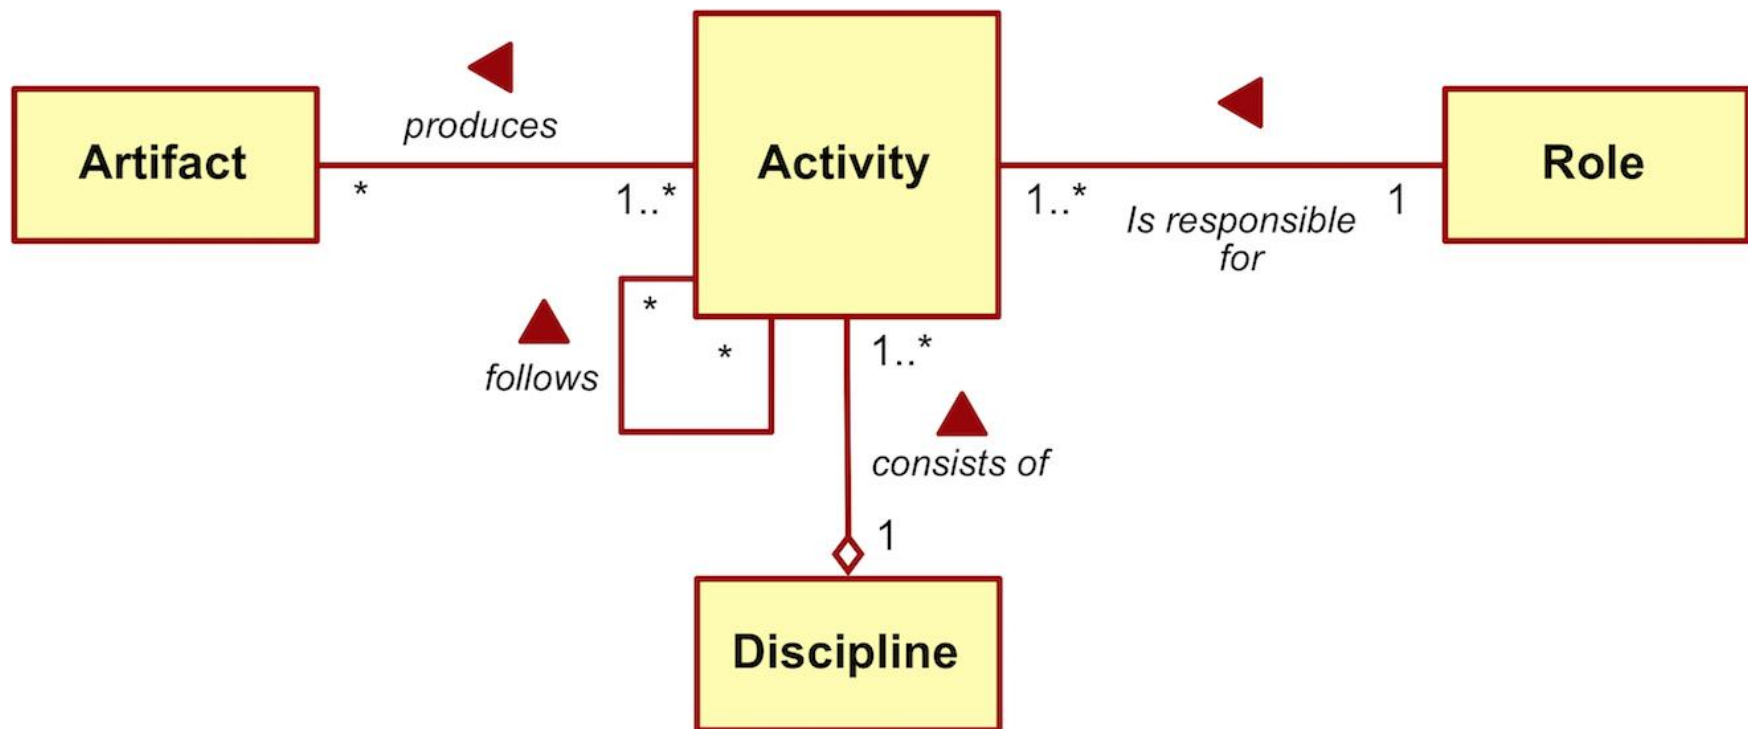 produces
Artifact
Activity
Role
*
1..*
1..*
1
Is responsible
for
*
*
1..*
follows
consists of
1
Discipline